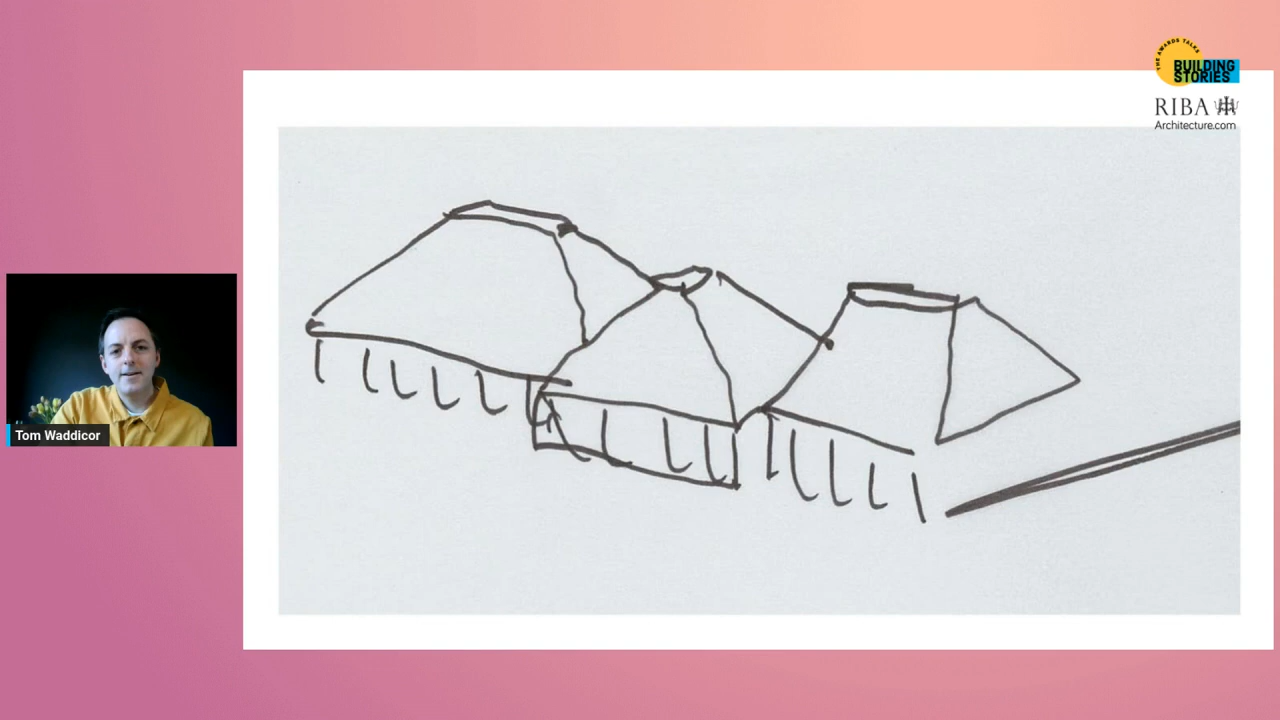 THE AWARDS TALKS
BUILDING
STORIES
RIBA
Architecture.com
Tom Waddicor